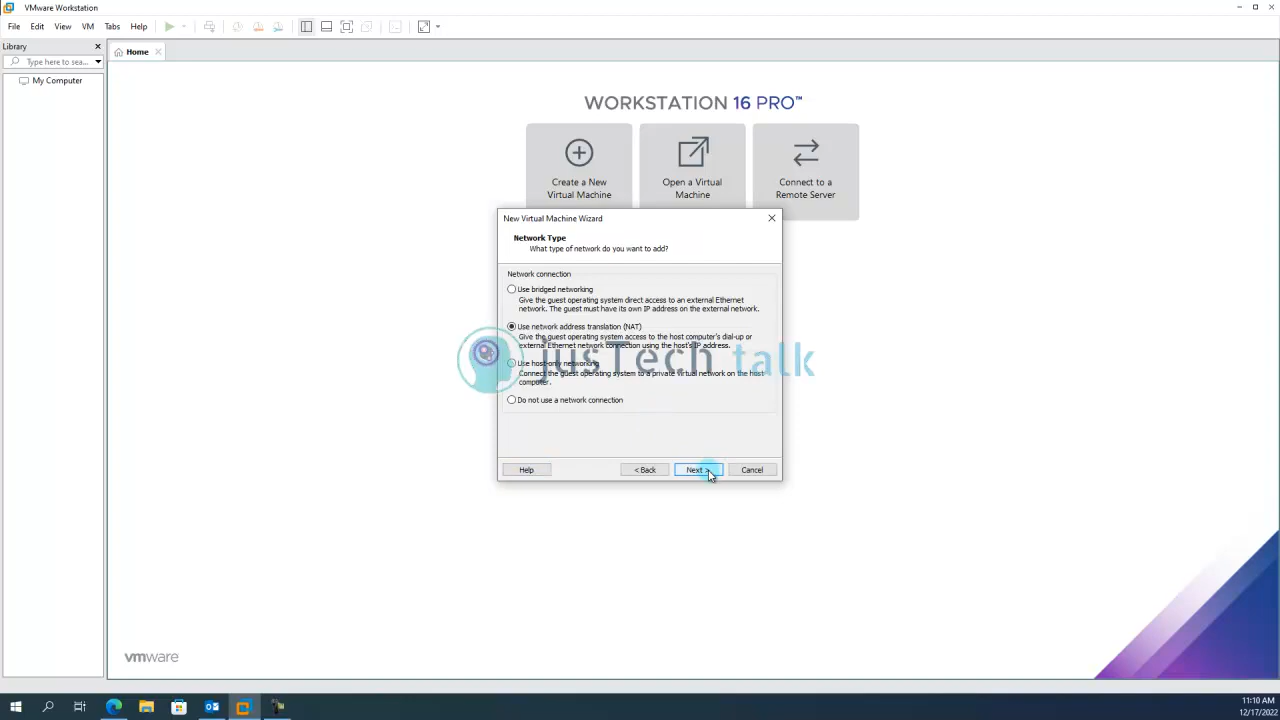 VMware Workstation
File Edit View VM Tabs Help
Library
Home
Type here to sea...
My Computer
WORKSTATION 16 PRO™
Create a New
Virtual Machine
Open a Virtual
Machine
Connect to a
Remote Server
New Virtual Machine Wizard
Network Type
What type of network do you want to add?
Network connection
Use bridged networking
Give the guest operating system direct access to an external Ethernet
network. The guest must have its own IP address on the external network.
Use network address translation (NAT)
Give the guest operating system access to the host computer's dial-up or
external Ethernet network connection using the host's IP address.
Use host-only networking
Connect the guest operating system to a private virtual network on the host
computer.
Do not use a network connection
jusTech talk
Help
< Back
Next >
Cancel
vmware
11:10 AM
12/17/2022